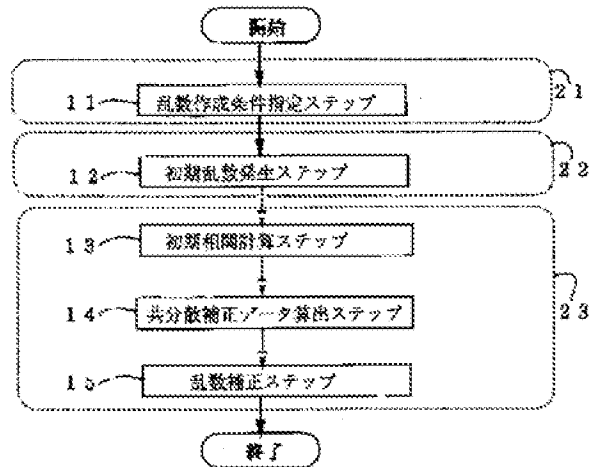 開始
11 乱数作成条件指定ステップ 21
12 初期乱数発生ステップ 22
13 初期相関計算ステップ
14 共分散補正データ算出ステップ 23
15 乱数補正ステップ
終了